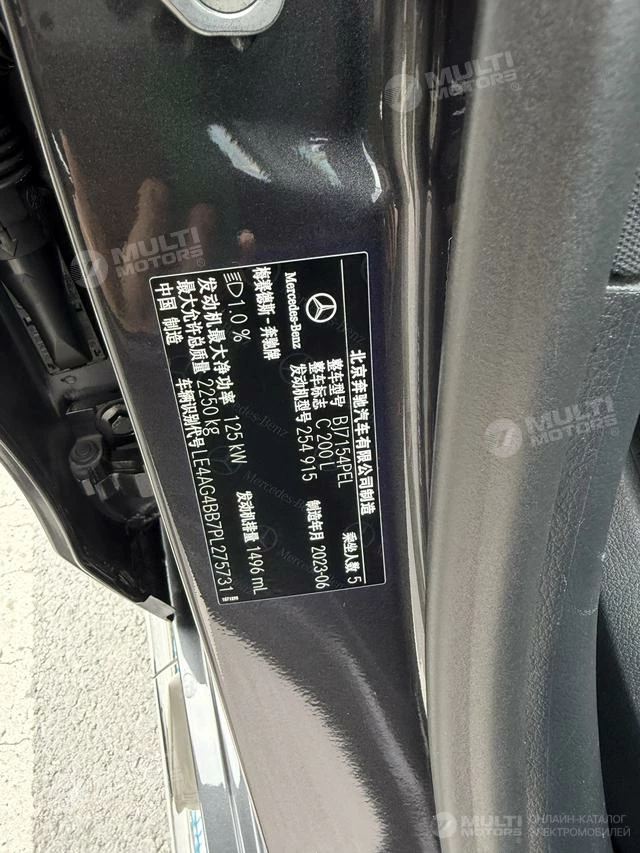 北京奔驰汽车有限公司制造
Mercedes-Benz
梅赛德斯-奔驰牌
整车型号 BJ7154PEL
乘坐人数 5
整车标志 C 200 L
发动机型号 254 915
制造年月 2023-06
1.0 %
发动机最大净功率 125 kW
发动机排量 1496 mL
最大允许总质量 2250 kg
中国 制造
车辆识别代号 LE4AG4BB7PL275731
MULTI
MOTORS
MULTI
MOTORS
MULTI
MOTORS
MULTI
MOTORS
MULTI
MOTORS
ОНЛАЙН-КАТАЛОГ
ЭЛЕКТРОМОБИЛЕЙ